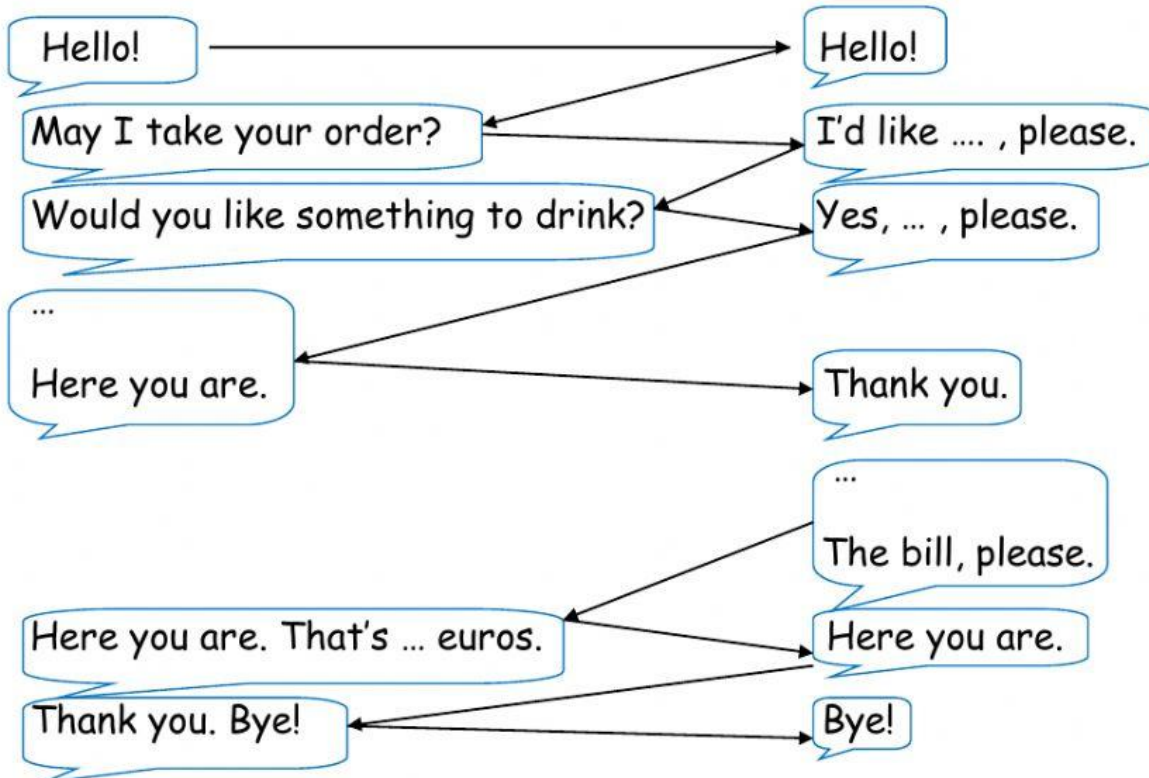 Hello!
Hello!
May I take your order?
I'd like .... , please.
Would you like something to drink?
Yes, ... , please.
...
Here you are.
Thank you.
...
The bill, please.
Here you are. That's ... euros.
Here you are.
Thank you. Bye!
Bye!